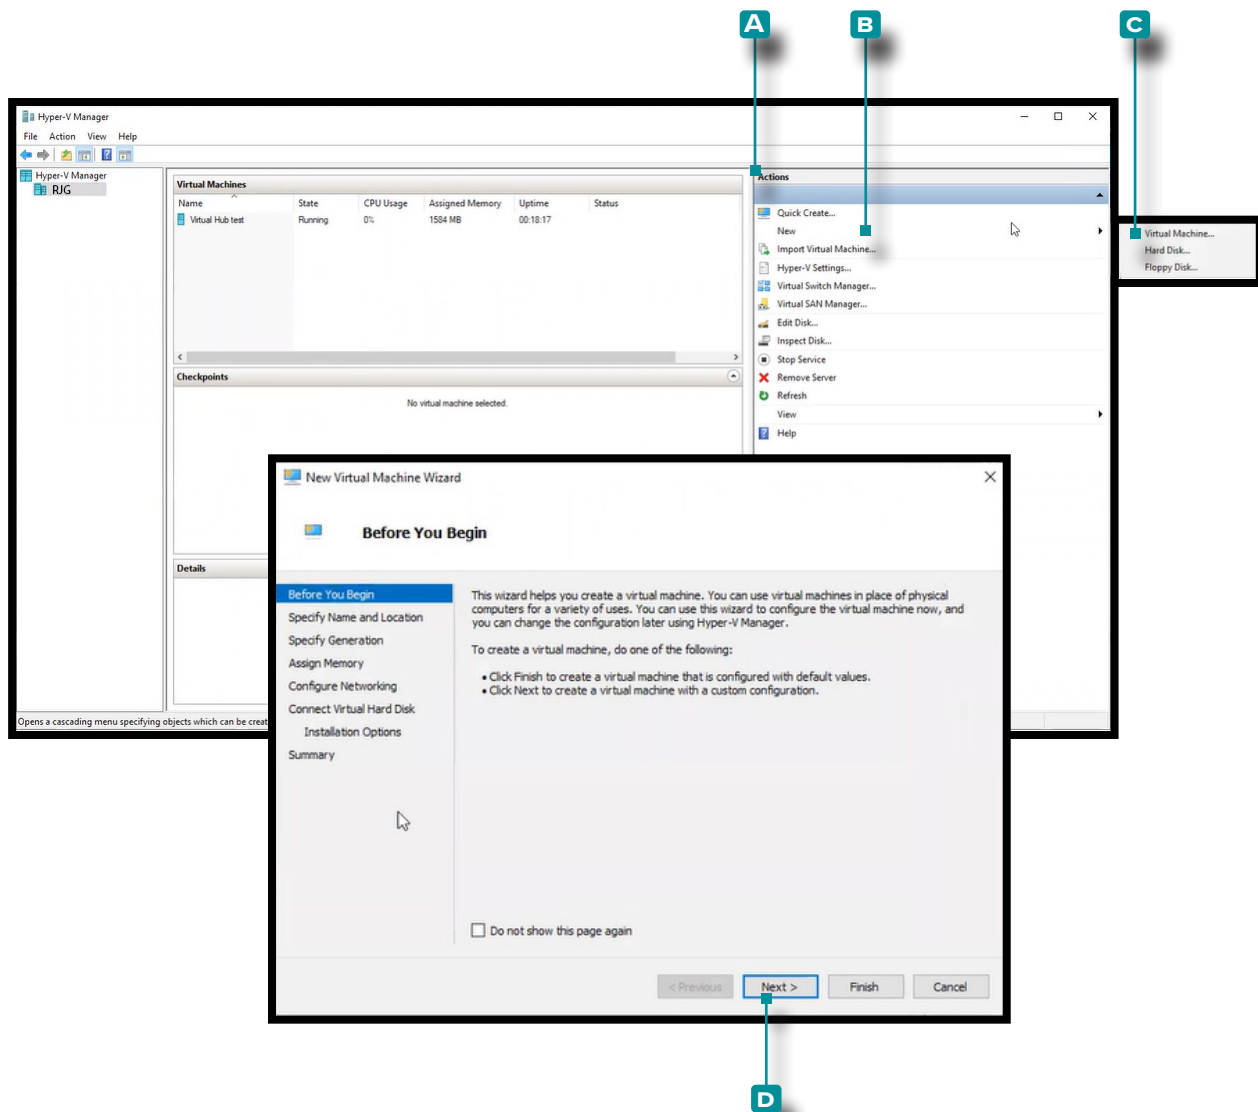 A
B
C
Hyper-V Manager
File Action View Help
Hyper-V Manager
RJG
Virtual Machines
Name State CPU Usage Assigned Memory Uptime Status
Virtual Hub test Running 0% 1584 MB 00:18:17
Checkpoints
No virtual machine selected.
Details
Actions
Quick Create...
New
Import Virtual Machine...
Hyper-V Settings...
Virtual Switch Manager...
Virtual SAN Manager...
Edit Disk...
Inspect Disk...
Stop Service
Remove Server
Refresh
View
Help
Virtual Machine...
Hard Disk...
Floppy Disk...
Opens a cascading menu specifying objects which can be creat
New Virtual Machine Wizard
Before You Begin
Before You Begin
Specify Name and Location
Specify Generation
Assign Memory
Configure Networking
Connect Virtual Hard Disk
Installation Options
Summary
This wizard helps you create a virtual machine. You can use virtual machines in place of physical
computers for a variety of uses. You can use this wizard to configure the virtual machine now, and
you can change the configuration later using Hyper-V Manager.
To create a virtual machine, do one of the following:
• Click Finish to create a virtual machine that is configured with default values.
• Click Next to create a virtual machine with a custom configuration.
Do not show this page again
< Previous Next > Finish Cancel
D